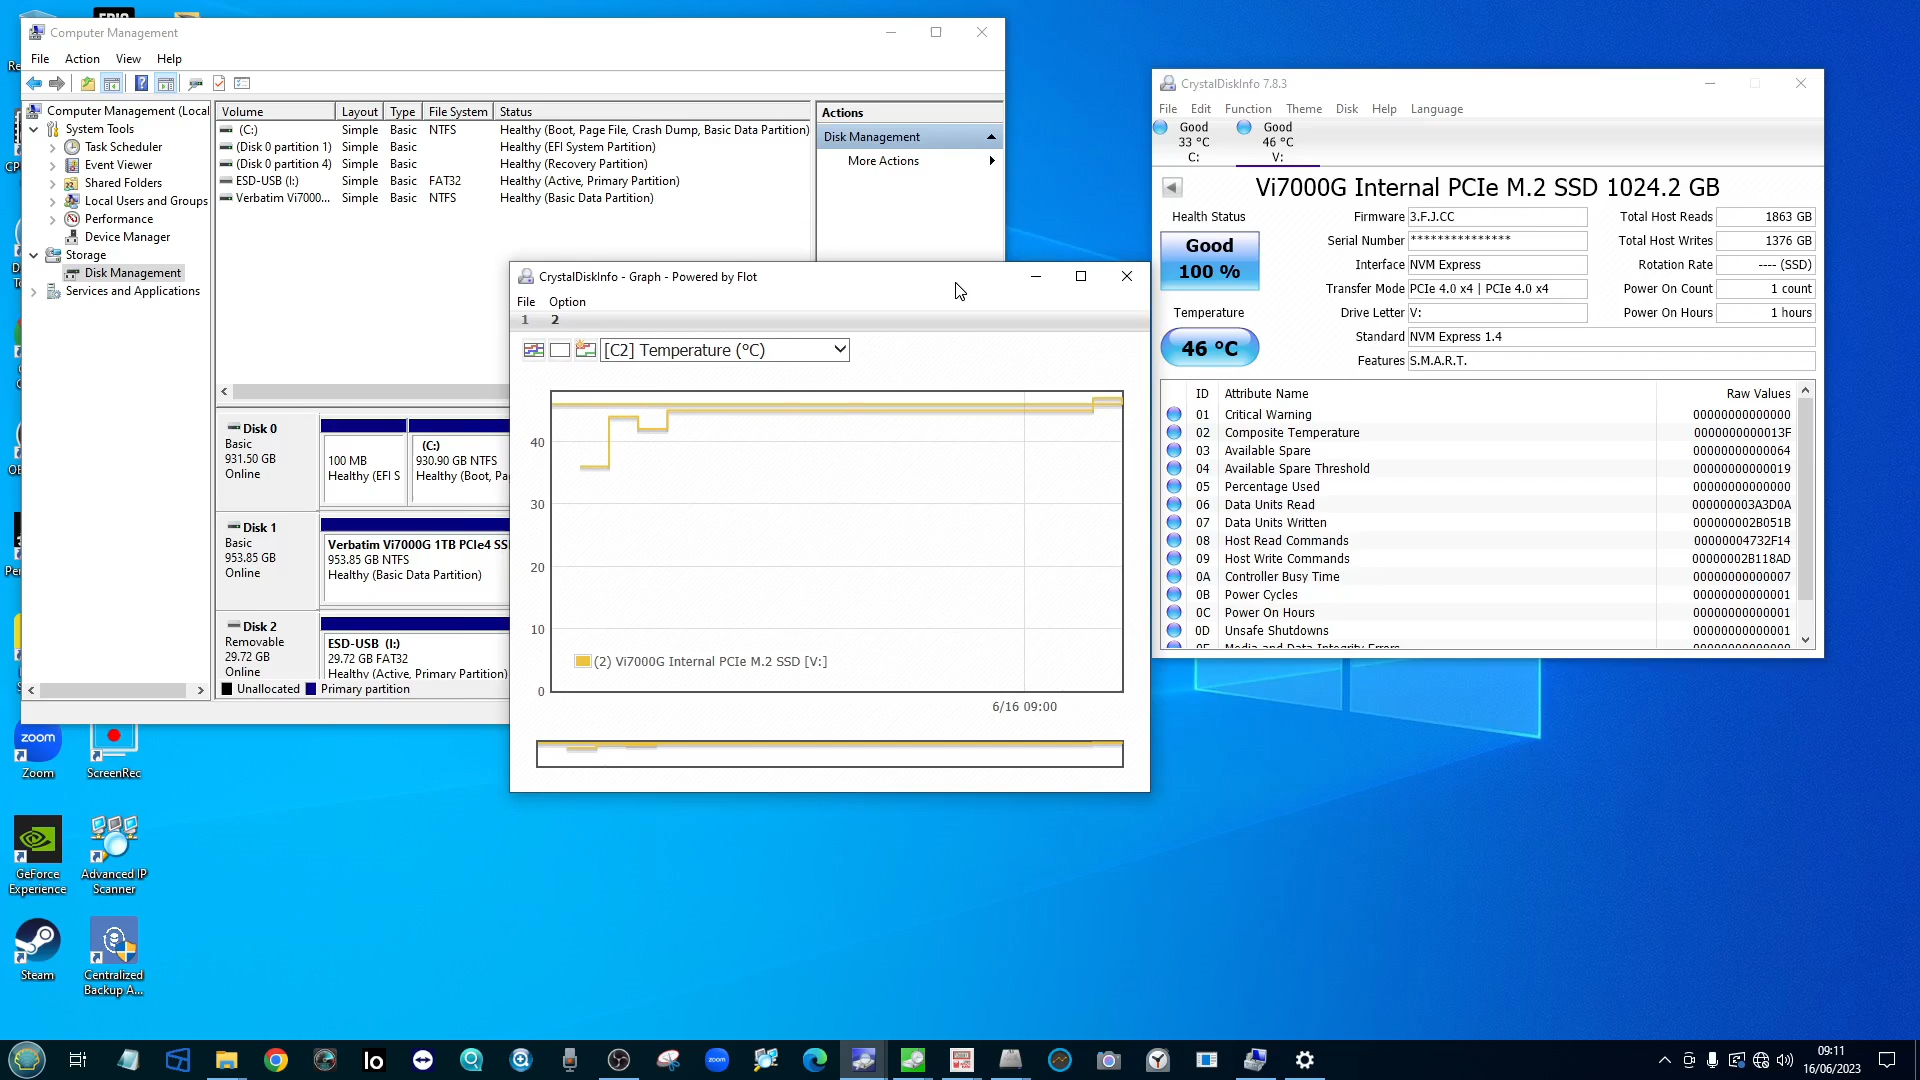 Computer Management
File Action View Help
Computer Management (Local
System Tools
Task Scheduler
Event Viewer
Shared Folders
Local Users and Groups
Performance
Device Manager
Storage
Disk Management
Services and Applications
Volume Layout Type File System Status
(C:) Simple Basic NTFS Healthy (Boot, Page File, Crash Dump, Basic Data Partition)
(Disk 0 partition 1) Simple Basic Healthy (EFI System Partition)
(Disk 0 partition 4) Simple Basic Healthy (Recovery Partition)
ESD-USB (I:) Simple Basic FAT32 Healthy (Active, Primary Partition)
Verbatim Vi7000... Simple Basic NTFS Healthy (Basic Data Partition)
Actions
Disk Management
More Actions
Disk 0
Basic
931.50 GB
Online
100 MB
Healthy (EFI S
(C:)
930.90 GB NTFS
Healthy (Boot, Pa
Disk 1
Basic
953.85 GB
Online
Verbatim Vi7000G 1TB PCIe4 SS
953.85 GB NTFS
Healthy (Basic Data Partition)
Disk 2
Removable
29.72 GB
Online
ESD-USB (I:)
29.72 GB FAT32
Healthy (Active, Primary Partition)
Unallocated Primary partition
CrystalDiskInfo - Graph - Powered by Flot
File Option
1 2
[C2] Temperature (°C)
40
30
20
10
0
(2) Vi7000G Internal PCIe M.2 SSD [V:]
6/16 09:00
CrystalDiskInfo 7.8.3
File Edit Function Theme Disk Help Language
Good Good
33 °C 46 °C
C: V:
Vi7000G Internal PCIe M.2 SSD 1024.2 GB
Health Status
Good
100 %
Temperature
46 °C
Firmware 3.F.J.CC
Serial Number ***************
Interface NVM Express
Transfer Mode PCIe 4.0 x4 | PCIe 4.0 x4
Drive Letter V:
Standard NVM Express 1.4
Features S.M.A.R.T.
Total Host Reads 1863 GB
Total Host Writes 1376 GB
Rotation Rate ---- (SSD)
Power On Count 1 count
Power On Hours 1 hours
ID Attribute Name Raw Values
01 Critical Warning 00000000000000
02 Composite Temperature 0000000000013F
03 Available Spare 00000000000064
04 Available Spare Threshold 00000000000019
05 Percentage Used 00000000000000
06 Data Units Read 000000003A3D0A
07 Data Units Written 000000002B051B
08 Host Read Commands 00000004732F14
09 Host Write Commands 00000002B118AD
0A Controller Busy Time 00000000000007
0B Power Cycles 00000000000001
0C Power On Hours 00000000000001
0D Unsafe Shutdowns 00000000000001
zoom
Zoom
ScreenRec
GeForce
Experience
Advanced IP
Scanner
Steam
Centralized
Backup A...
Io
zoom
09:11
16/06/2023